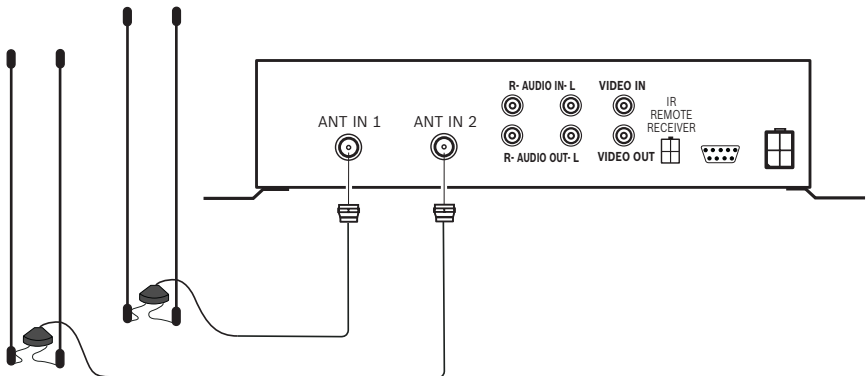 R- AUDIO IN- L
VIDEO IN
IR
REMOTE
RECEIVER
ANT IN 1
ANT IN 2
R- AUDIO OUT- L
VIDEO OUT